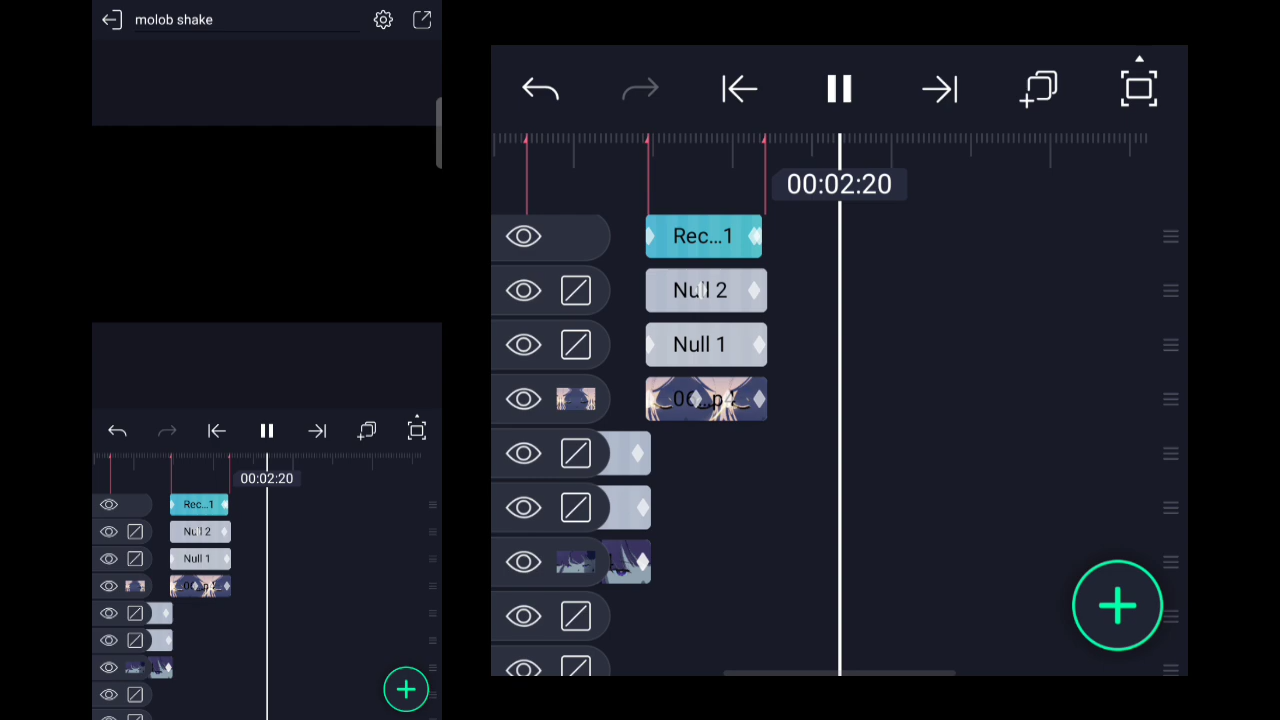 molob shake
00:02:20
Rec...1
Null 2
Null 1
00:02:20
Rec...1
Null 2
Null 1